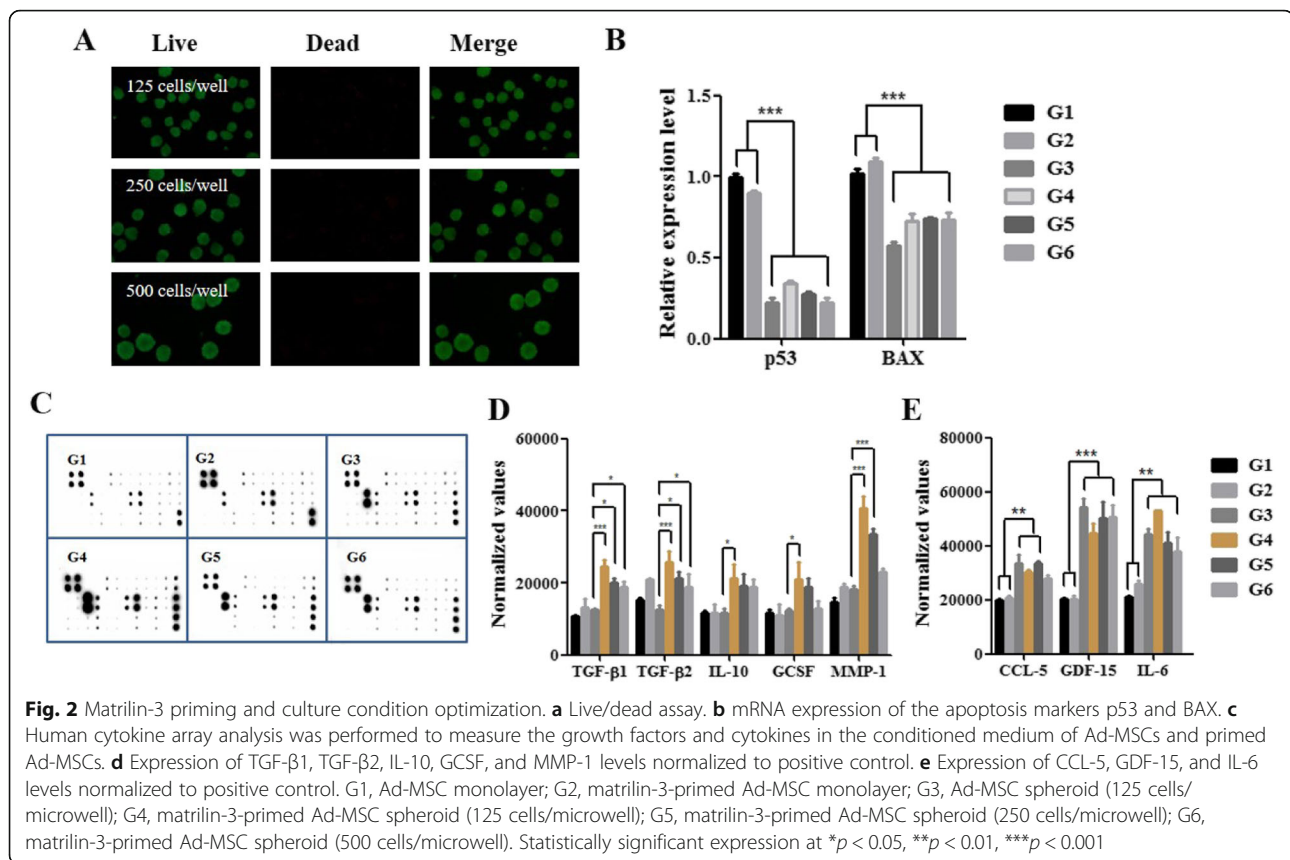 A
Live Dead Merge
125 cells/well
250 cells/well
500 cells/well
B
Relative expression level
1.5
1.0
0.5
0.0
***
***
p53 BAX
G1
G2
G3
G4
G5
G6
C
G1 G2 G3
G4 G5 G6
D
Normalized values
60000
40000
20000
0
*
*
***
*
*
***
*
*
***
***
TGF-β1 TGF-β2 IL-10 GCSF MMP-1
E
Normalized values
80000
60000
40000
20000
0
**
***
**
CCL-5 GDF-15 IL-6
G1
G2
G3
G4
G5
G6
Fig. 2 Matrilin-3 priming and culture condition optimization. a Live/dead assay. b mRNA expression of the apoptosis markers p53 and BAX. c
Human cytokine array analysis was performed to measure the growth factors and cytokines in the conditioned medium of Ad-MSCs and primed
Ad-MSCs. d Expression of TGF-β1, TGF-β2, IL-10, GCSF, and MMP-1 levels normalized to positive control. e Expression of CCL-5, GDF-15, and IL-6
levels normalized to positive control. G1, Ad-MSC monolayer; G2, matrilin-3-primed Ad-MSC monolayer; G3, Ad-MSC spheroid (125 cells/
microwell); G4, matrilin-3-primed Ad-MSC spheroid (125 cells/microwell); G5, matrilin-3-primed Ad-MSC spheroid (250 cells/microwell); G6,
matrilin-3-primed Ad-MSC spheroid (500 cells/microwell). Statistically significant expression at *p < 0.05, **p < 0.01, ***p < 0.001